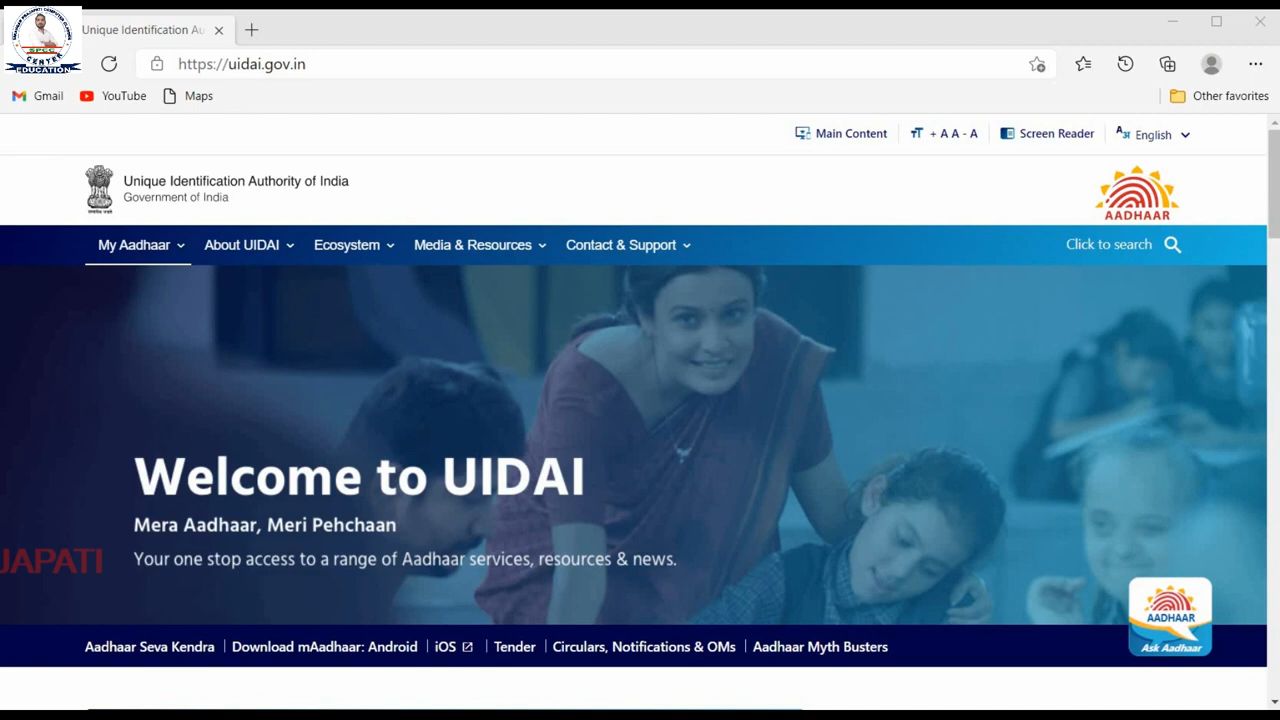 SPCC
CENTER
EDUCATION
Unique Identification Au
https://uidai.gov.in
Gmail
YouTube
Maps
Other favorites
Main Content
+ A A - A
Screen Reader
English
Unique Identification Authority of India
Government of India
AADHAAR
My Aadhaar
About UIDAI
Ecosystem
Media & Resources
Contact & Support
Click to search
Welcome to UIDAI
Mera Aadhaar, Meri Pehchaan
JAPATI
Your one stop access to a range of Aadhaar services, resources & news.
AADHAAR
Ask Aadhaar
Aadhaar Seva Kendra
Download mAadhaar: Android
iOS
Tender
Circulars, Notifications & OMs
Aadhaar Myth Busters